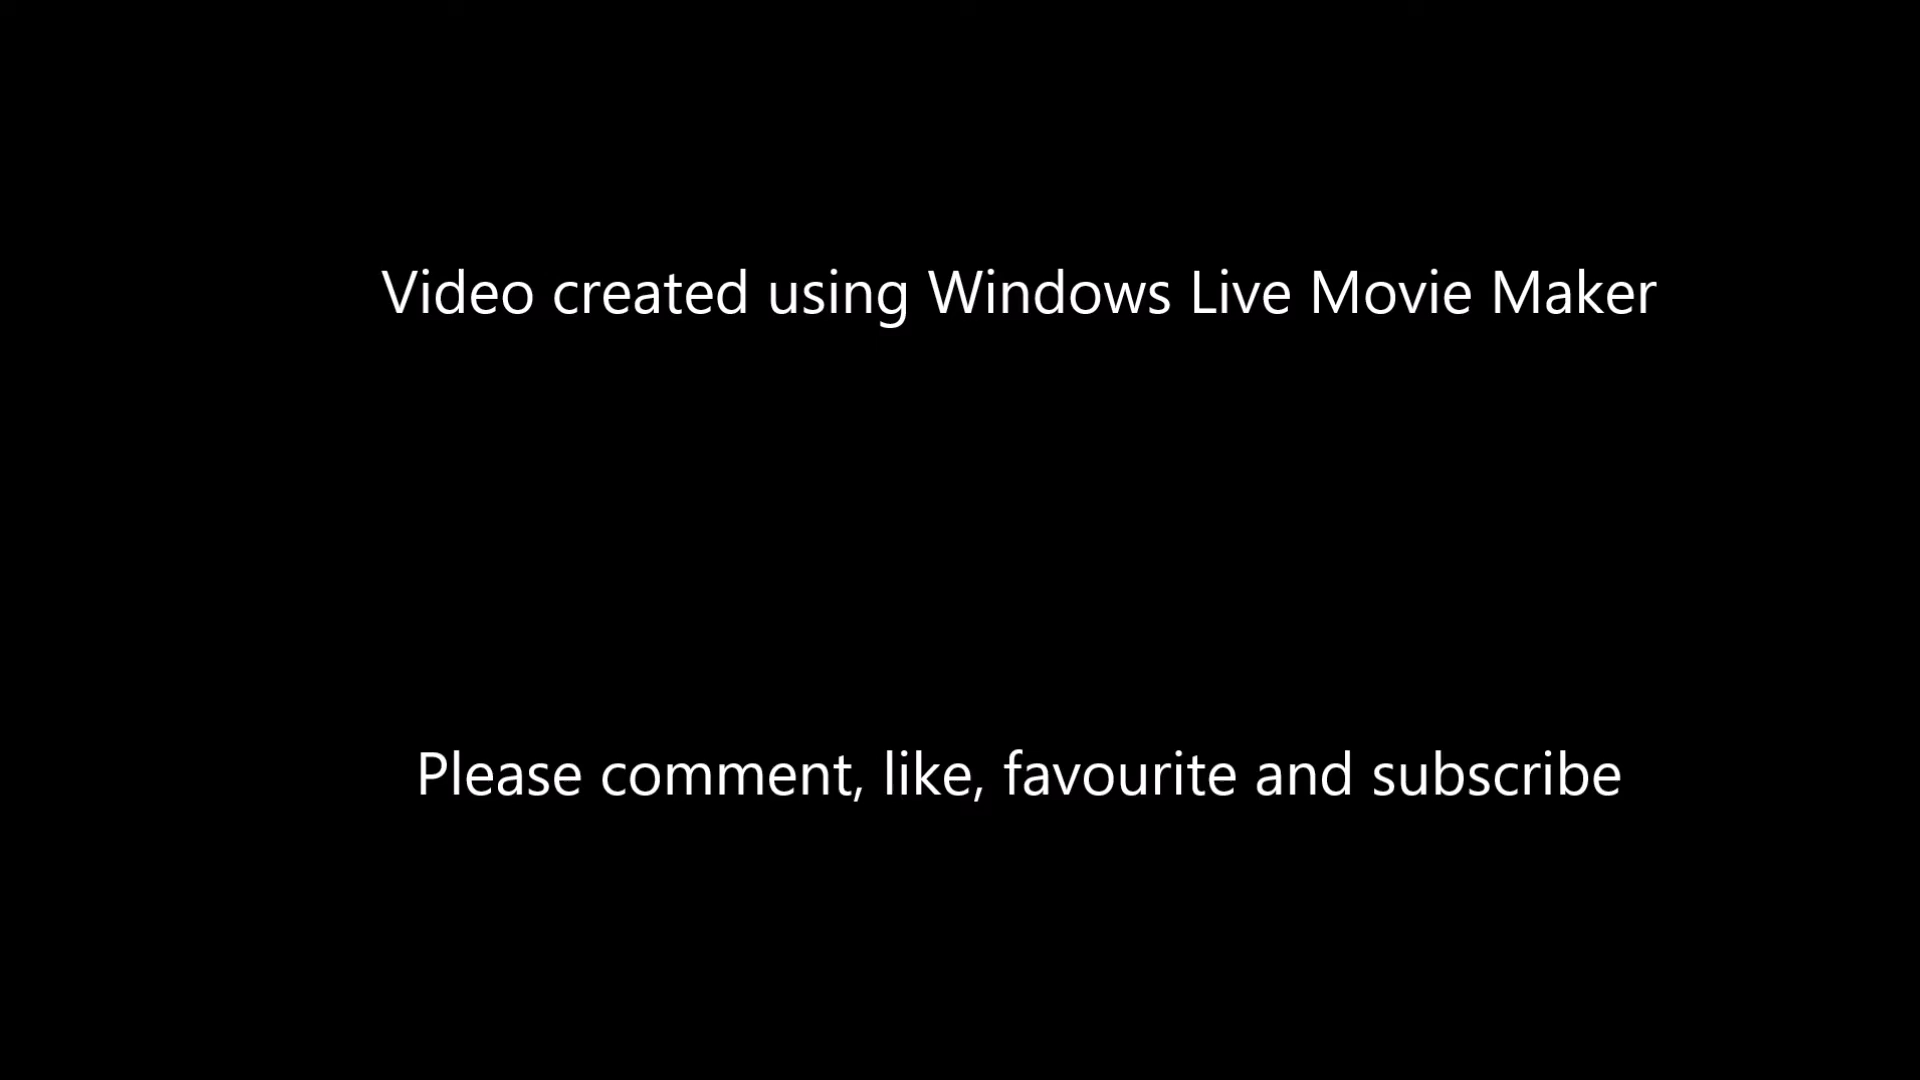 Video created using Windows Live Movie Maker
Please comment, like, favourite and subscribe